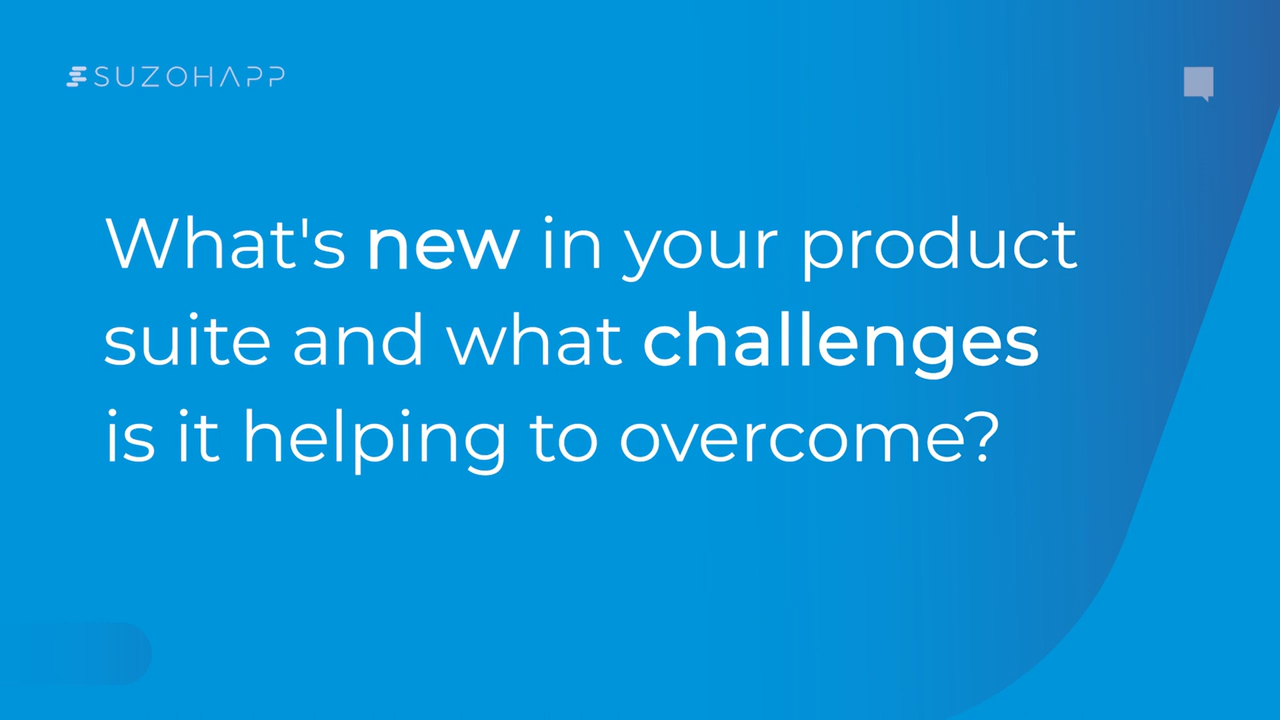 SUZOHAPP
What's new in your product
suite and what challenges
is it helping to overcome?